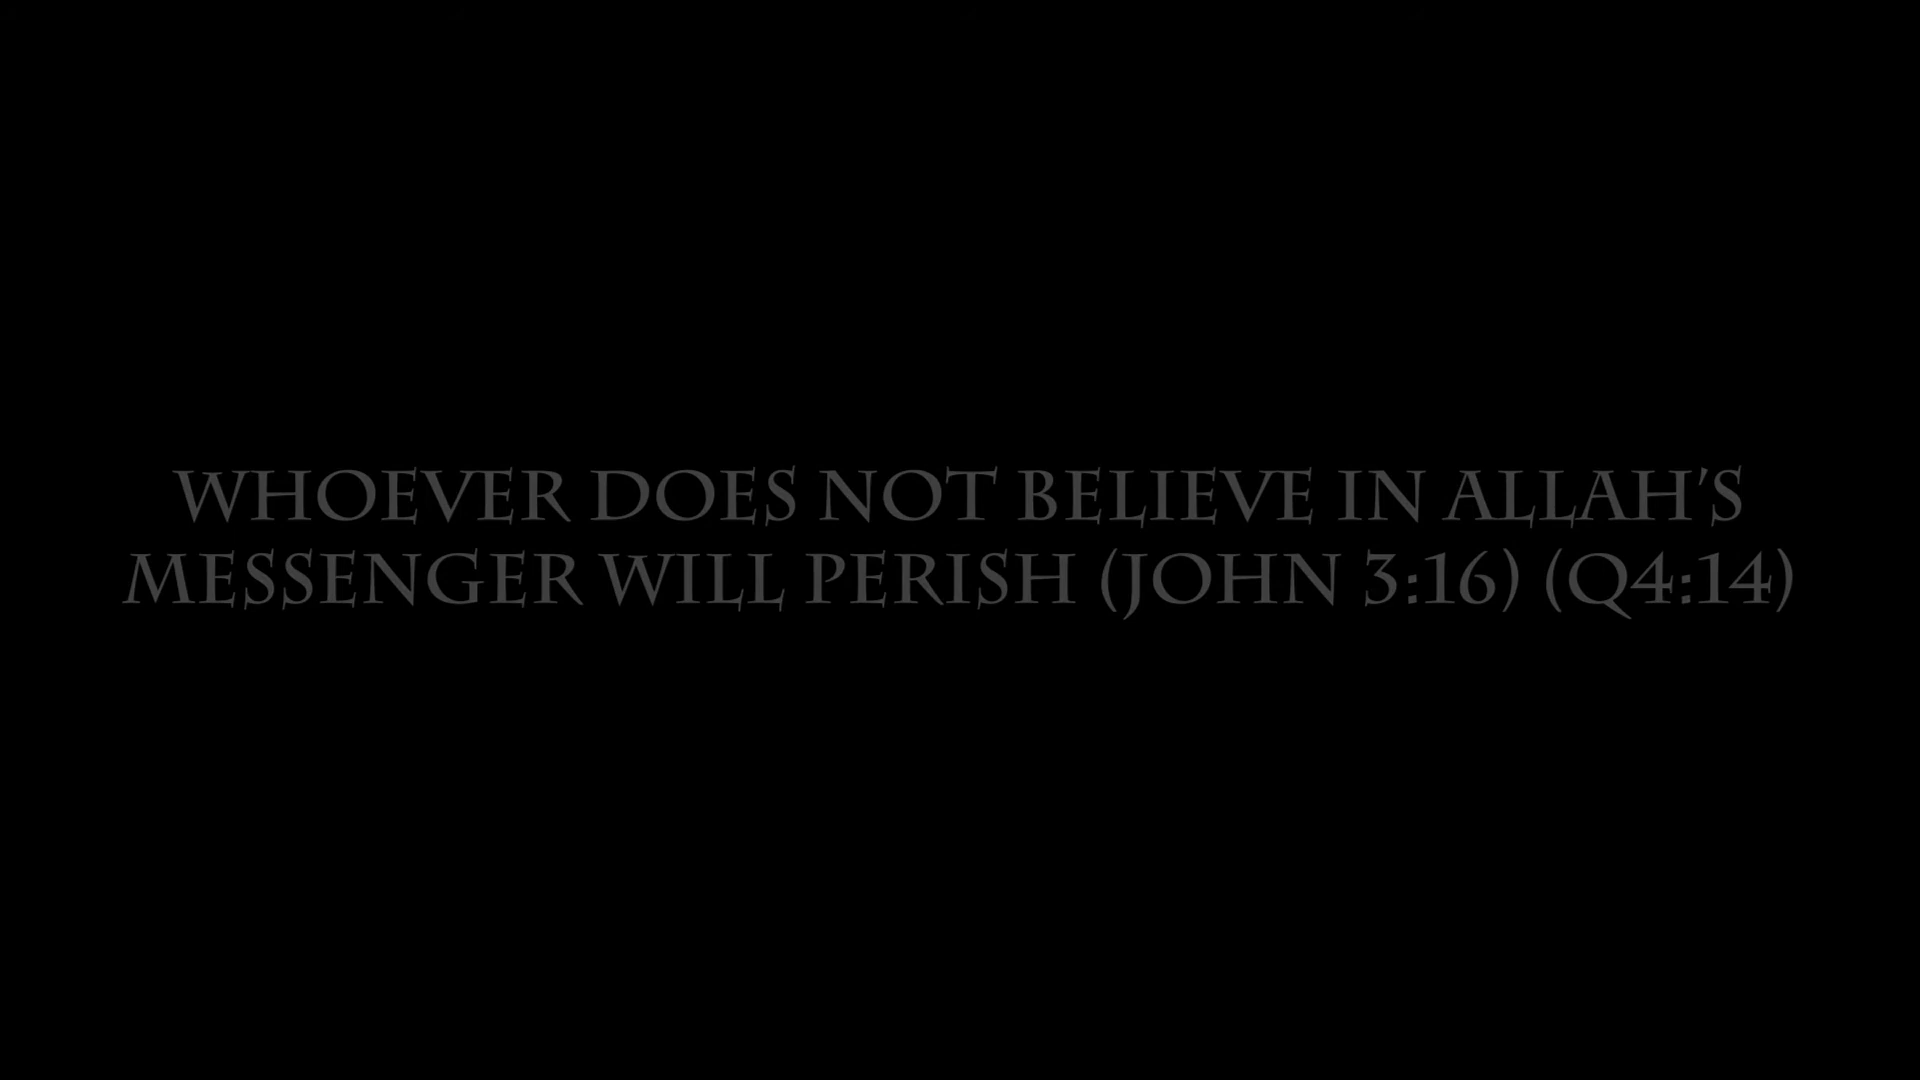 WHOEVER DOES NOT BELIEVE IN ALLAH'S
MESSENGER WILL PERISH (JOHN 3:16) (Q4:14)